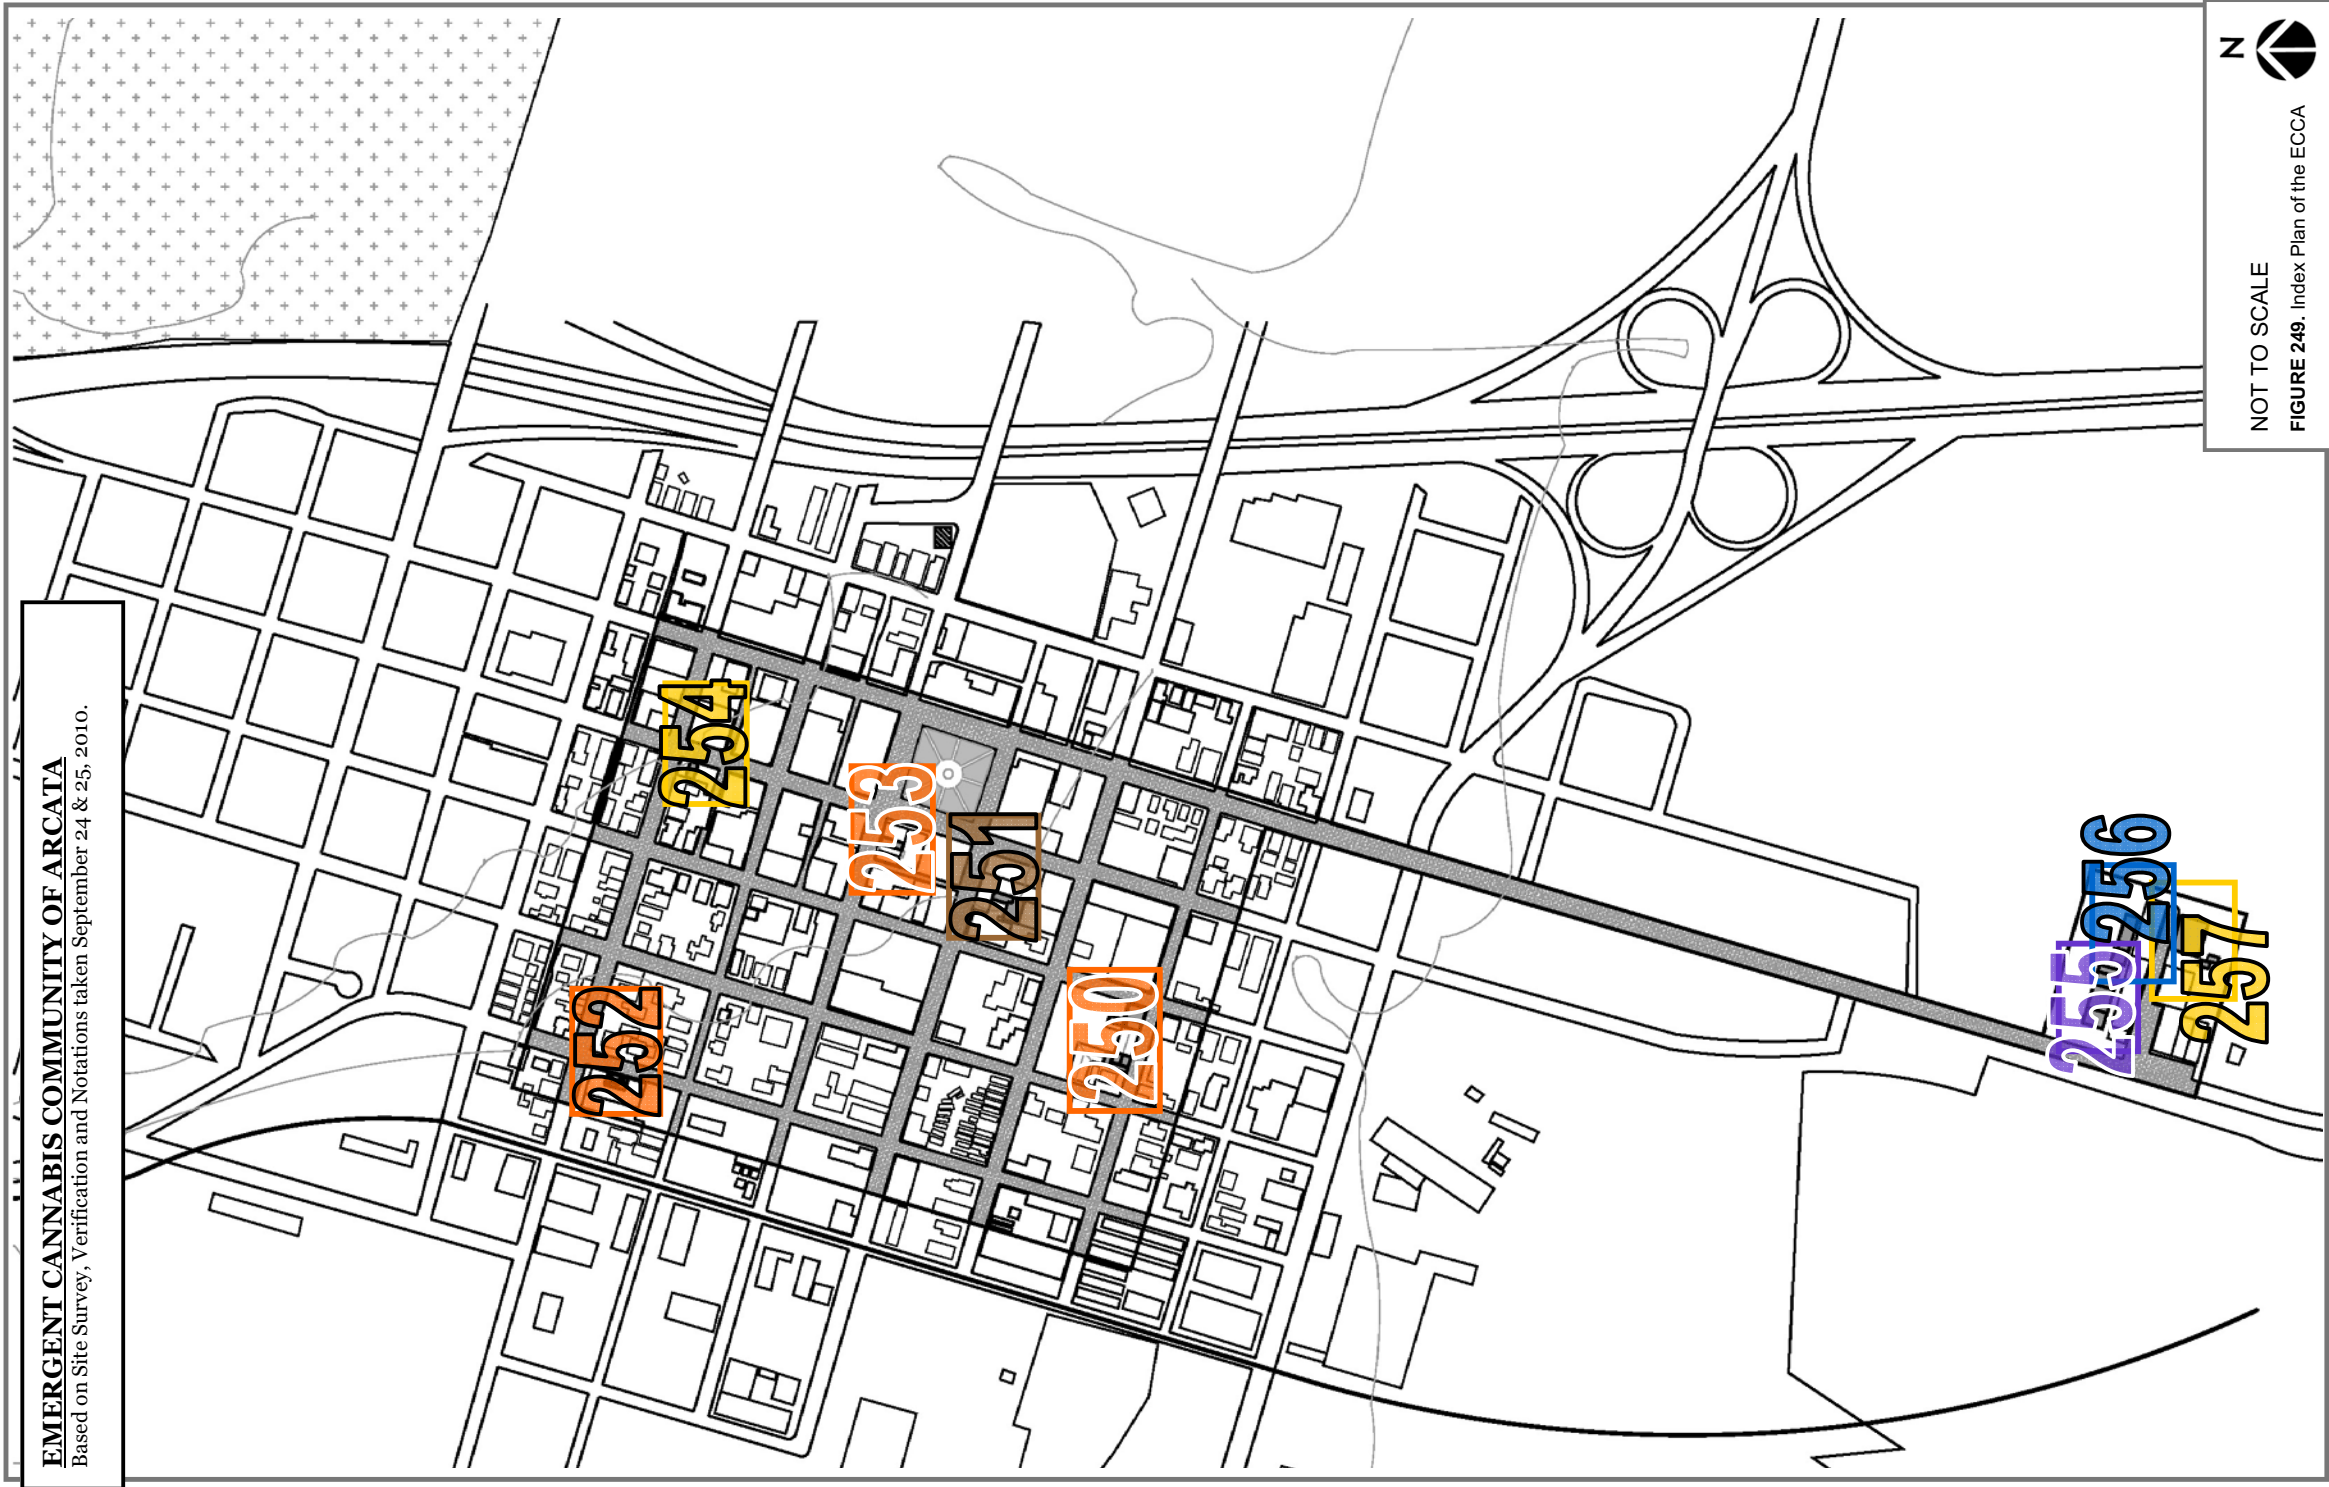 EMERGENT CANNABIS COMMUNITY OF ARCATA
Based on Site Survey, Verification and Notations taken September 24 & 25, 2010.
254
253
251
252
250
256
255
257
N
NOT TO SCALE
FIGURE 249. Index Plan of the ECCA